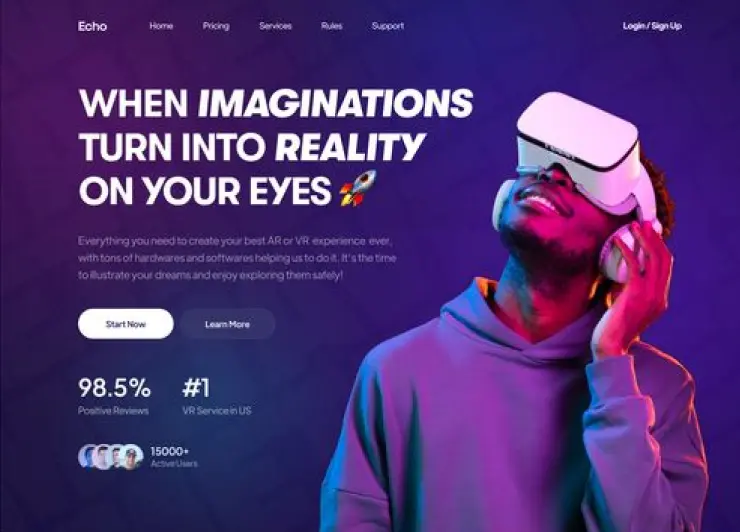 Echo
Home
Pricing
Services
Rules
Support
Login / Sign Up
WHEN IMAGINATIONS
TURN INTO REALITY
ON YOUR EYES 🚀
Everything you need to create your best AR or VR experience ever,
with tons of hardwares and softwares helping us to do it. It's the time
to illustrate your dreams and enjoy exploring them safely!
Start Now
Learn More
98.5%
#1
Positive Reviews
VR Service in US
15000+
Active Users